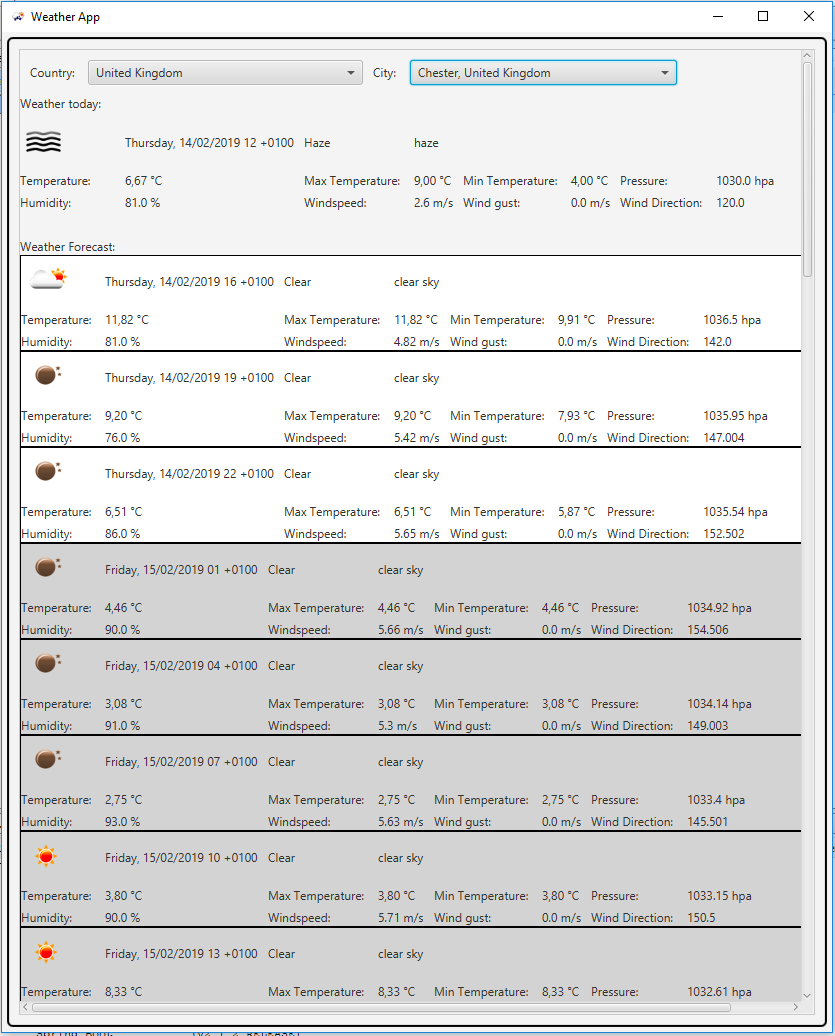 Weather App
Country: United Kingdom City: Chester, United Kingdom
Weather today:
Thursday, 14/02/2019 12 +0100 Haze haze
Temperature: 6,67 °C Max Temperature: 9,00 °C Min Temperature: 4,00 °C Pressure: 1030.0 hpa
Humidity: 81.0 % Windspeed: 2.6 m/s Wind gust: 0.0 m/s Wind Direction: 120.0
Weather Forecast:
Thursday, 14/02/2019 16 +0100 Clear clear sky
Temperature: 11,82 °C Max Temperature: 11,82 °C Min Temperature: 9,91 °C Pressure: 1036.5 hpa
Humidity: 81.0 % Windspeed: 4.82 m/s Wind gust: 0.0 m/s Wind Direction: 142.0
Thursday, 14/02/2019 19 +0100 Clear clear sky
Temperature: 9,20 °C Max Temperature: 9,20 °C Min Temperature: 7,93 °C Pressure: 1035.95 hpa
Humidity: 76.0 % Windspeed: 5.42 m/s Wind gust: 0.0 m/s Wind Direction: 147.004
Thursday, 14/02/2019 22 +0100 Clear clear sky
Temperature: 6,51 °C Max Temperature: 6,51 °C Min Temperature: 5,87 °C Pressure: 1035.54 hpa
Humidity: 86.0 % Windspeed: 5.65 m/s Wind gust: 0.0 m/s Wind Direction: 152.502
Friday, 15/02/2019 01 +0100 Clear clear sky
Temperature: 4,46 °C Max Temperature: 4,46 °C Min Temperature: 4,46 °C Pressure: 1034.92 hpa
Humidity: 90.0 % Windspeed: 5.66 m/s Wind gust: 0.0 m/s Wind Direction: 154.506
Friday, 15/02/2019 04 +0100 Clear clear sky
Temperature: 3,08 °C Max Temperature: 3,08 °C Min Temperature: 3,08 °C Pressure: 1034.14 hpa
Humidity: 91.0 % Windspeed: 5.3 m/s Wind gust: 0.0 m/s Wind Direction: 149.003
Friday, 15/02/2019 07 +0100 Clear clear sky
Temperature: 2,75 °C Max Temperature: 2,75 °C Min Temperature: 2,75 °C Pressure: 1033.4 hpa
Humidity: 93.0 % Windspeed: 5.63 m/s Wind gust: 0.0 m/s Wind Direction: 145.501
Friday, 15/02/2019 10 +0100 Clear clear sky
Temperature: 3,80 °C Max Temperature: 3,80 °C Min Temperature: 3,80 °C Pressure: 1033.15 hpa
Humidity: 90.0 % Windspeed: 5.71 m/s Wind gust: 0.0 m/s Wind Direction: 150.5
Friday, 15/02/2019 13 +0100 Clear clear sky
Temperature: 8,33 °C Max Temperature: 8,33 °C Min Temperature: 8,33 °C Pressure: 1032.61 hpa